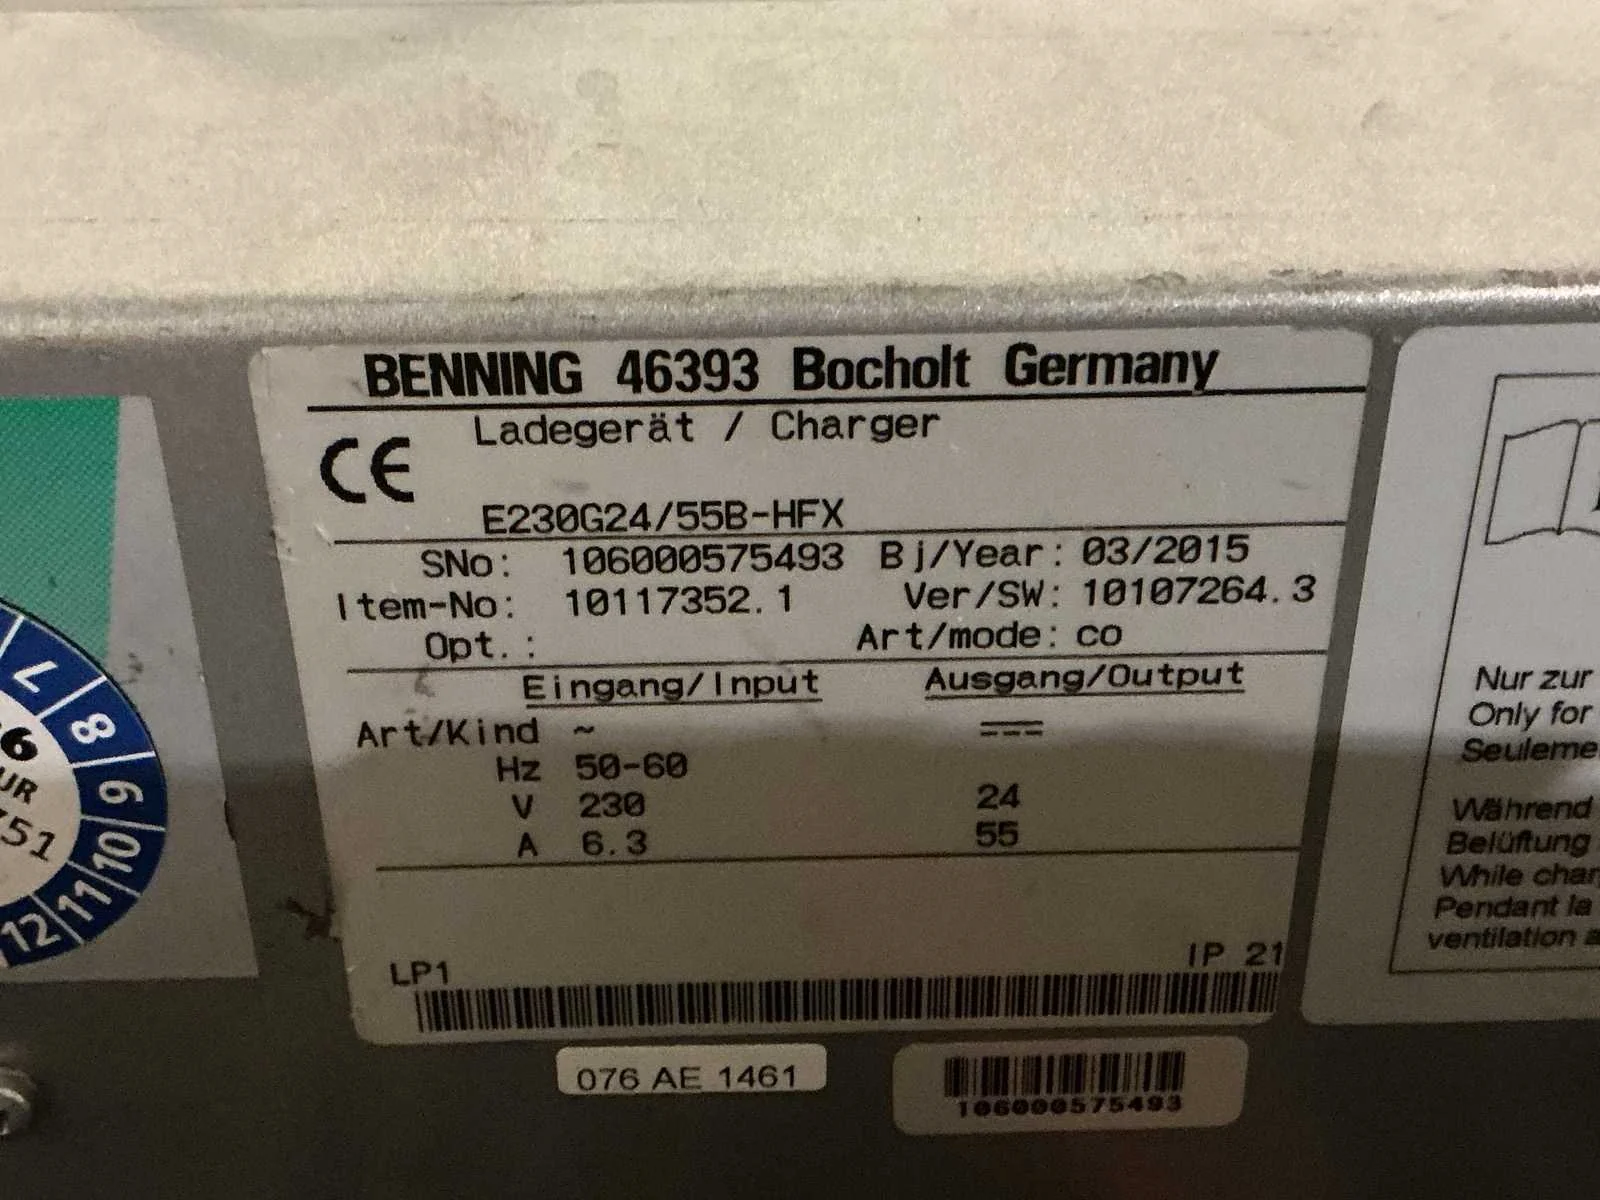 BENNING 46393 Bocholt Germany
CE
Ladegerät / Charger
E230G24/55B-HFX
SNo: 106000575493 Bj/Year: 03/2015
Item-No: 10117352.1 Ver/SW: 10107264.3
Opt.: Art/mode: co
Eingang/Input Ausgang/Output
Art/Kind ~
Hz 50-60
V 230 24
A 6.3 55
LP1 IP 21
076 AE 1461
106000575493
7
8
9
10
11
12
51
Nur zur
Only for
Während
Belüftung
While
Pendant la
ventilation